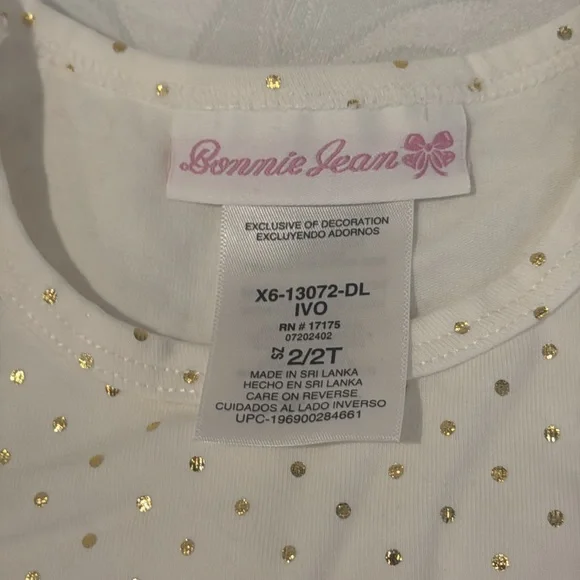 Bonnie Jean
EXCLUSIVE OF DECORATION
EXCLUYENDO ADORNOS
X6-13072-DL
IVO
RN # 17175
07202402
SZ 2/2T
MADE IN SRI LANKA
HECHO EN SRI LANKA
CARE ON REVERSE
CUIDADOS AL LADO INVERSO
UPC-196900284661